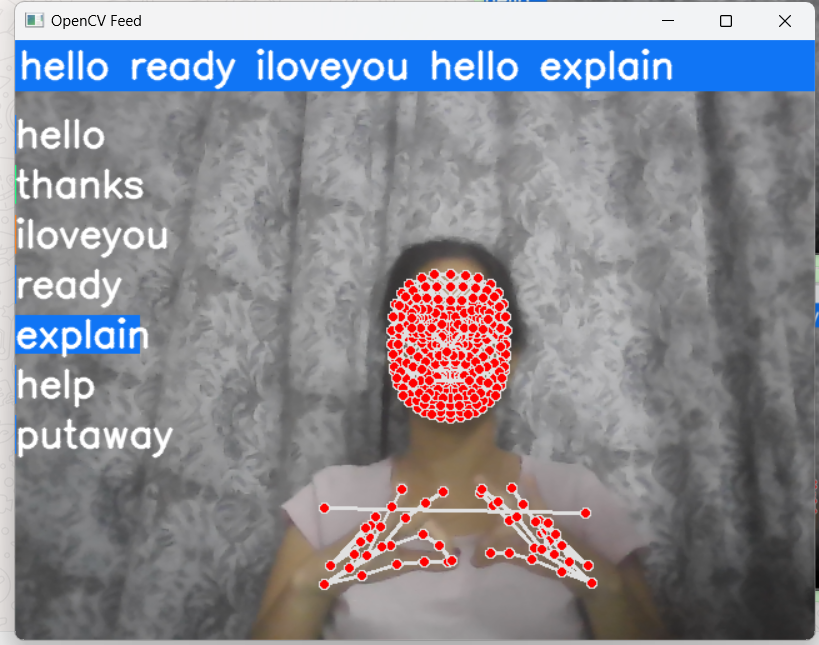 OpenCV Feed
hello ready iloveyou hello explain
hello
thanks
iloveyou
ready
explain
help
putaway